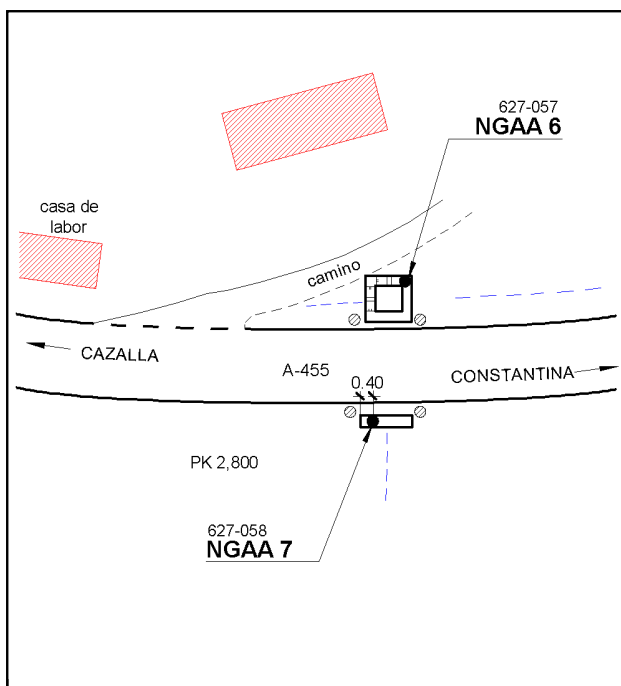 627-057
NGAA 6
casa de
labor
camino
CAZALLA
A-455
0.40
CONSTANTINA
PK 2,800
627-058
NGAA 7